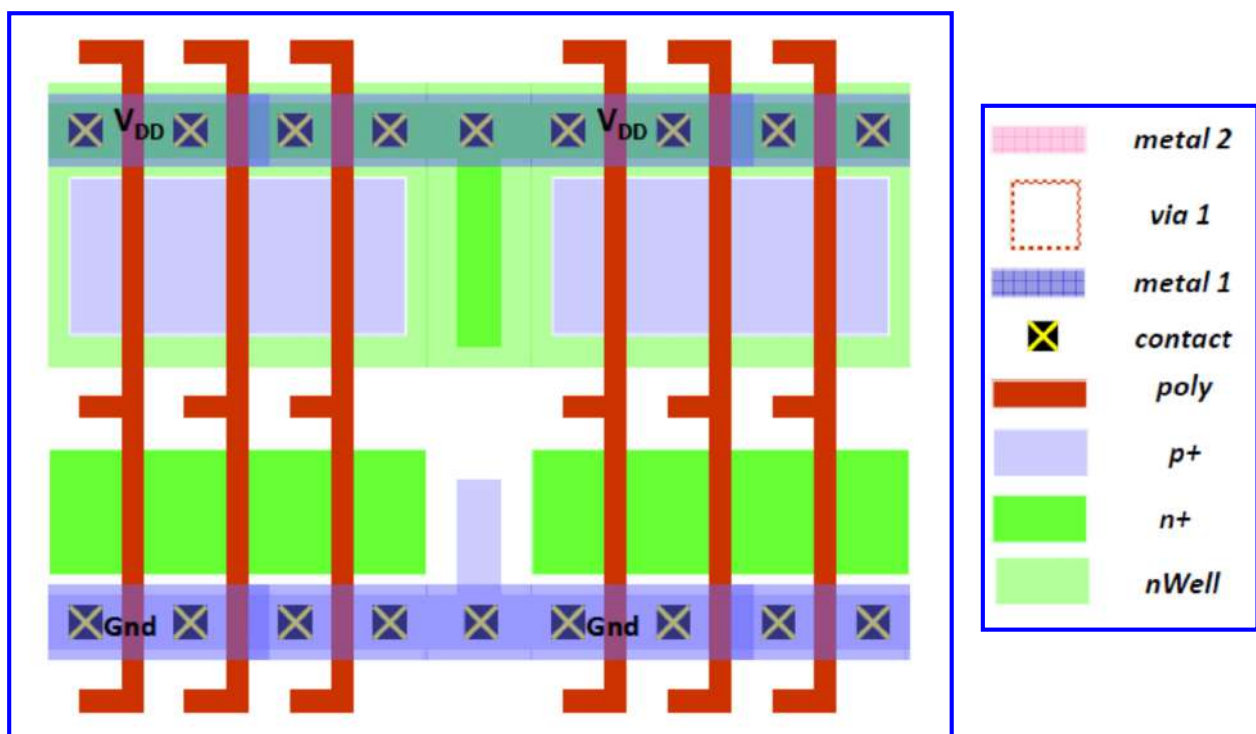 VDD
VDD
Gnd
Gnd
metal 2
via 1
metal 1
contact
poly
p+
n+
nWell